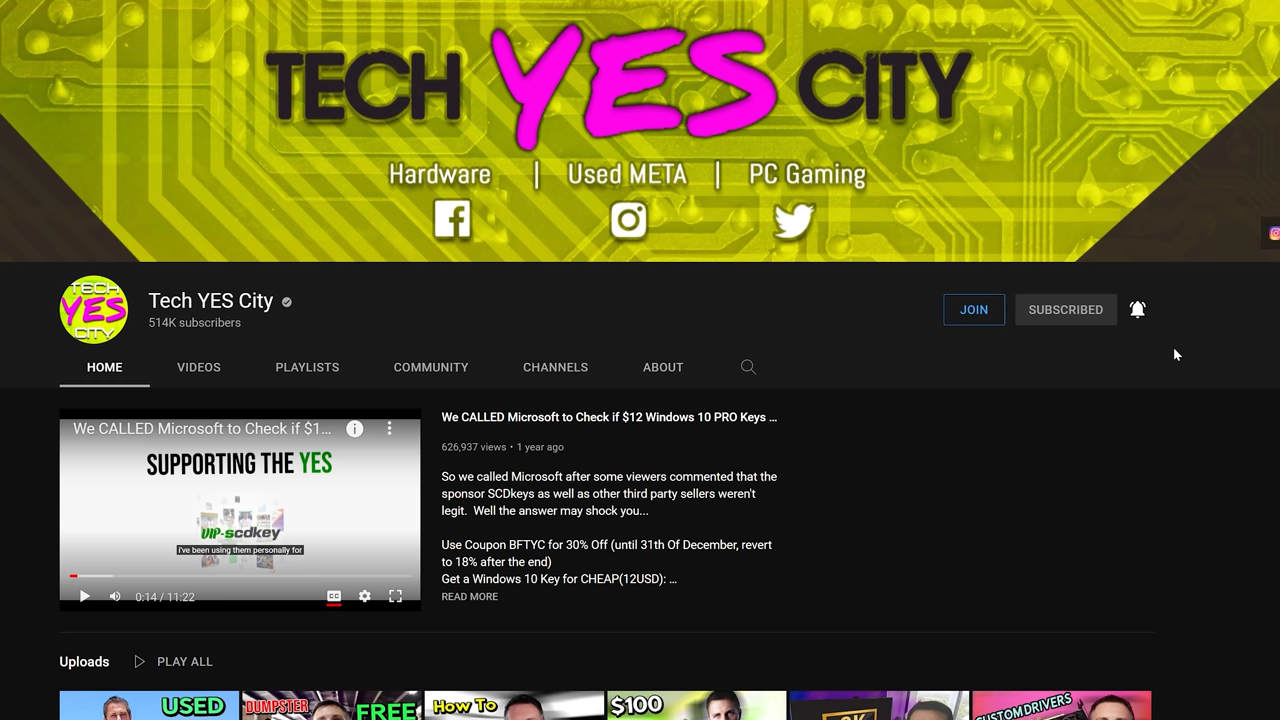 TECH YES CITY
Hardware | Used META | PC Gaming
TECH
YES
CITY
Tech YES City
514K subscribers
JOIN
SUBSCRIBED
HOME
VIDEOS
PLAYLISTS
COMMUNITY
CHANNELS
ABOUT
We CALLED Microsoft to Check if $1...
SUPPORTING THE YES
VIP-scdkey
I've been using them personally for
0:14 / 11:22
CC
We CALLED Microsoft to Check if $12 Windows 10 PRO Keys ...
626,937 views • 1 year ago
So we called Microsoft after some viewers commented that the
sponsor SCDkeys as well as other third party sellers weren't
legit. Well the answer may shock you...
Use Coupon BFTYC for 30% Off (until 31th Of December, revert
to 18% after the end)
Get a Windows 10 Key for CHEAP(12USD): ...
READ MORE
Uploads
PLAY ALL
USED
DUMPSTER
FREE
How To
$100
CUSTOM DRIVERS